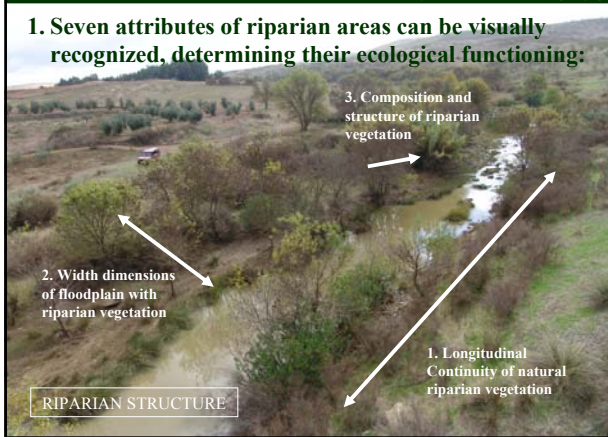 1. Seven attributes of riparian areas can be visually
recognized, determining their ecological functioning:
3. Composition and
structure of riparian
vegetation
2. Width dimensions
of floodplain with
riparian vegetation
1. Longitudinal
Continuity of natural
riparian vegetation
RIPARIAN STRUCTURE